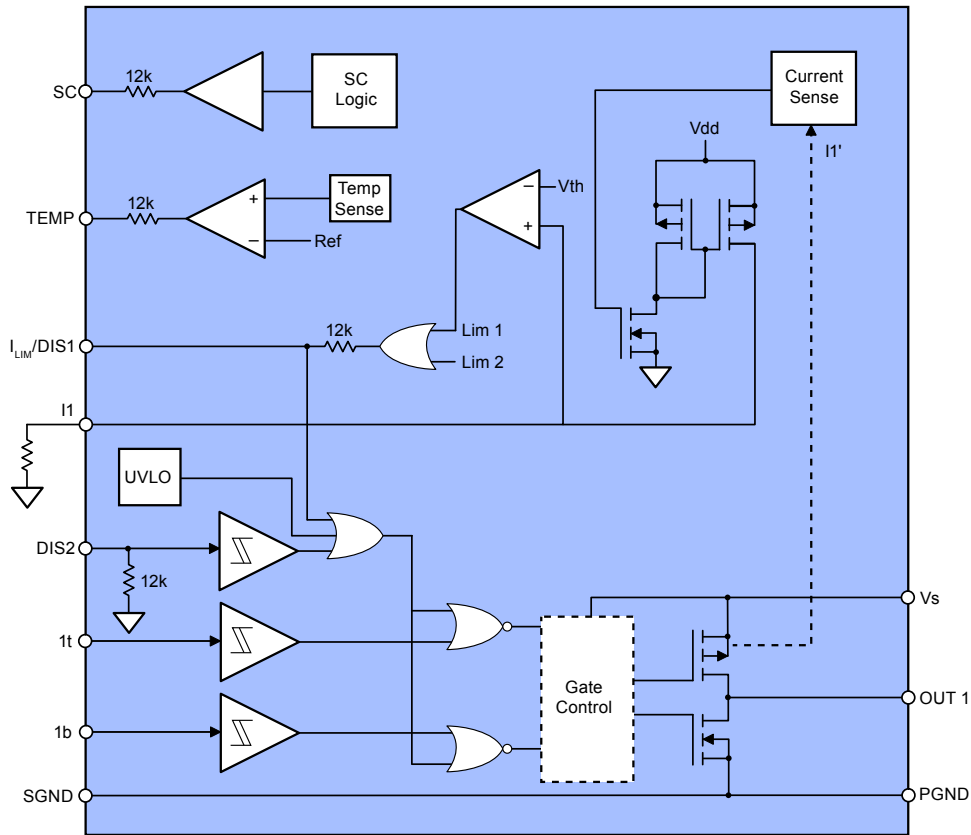 SC
12k
SC
Logic
Current
Sense
Vdd
I1'
TEMP
12k
+
−
Temp
Sense
Ref
−
+
Vth
ILIM/DIS1
12k
Lim 1
Lim 2
I1
UVLO
DIS2
12k
1t
1b
Gate
Control
Vs
OUT 1
SGND
PGND